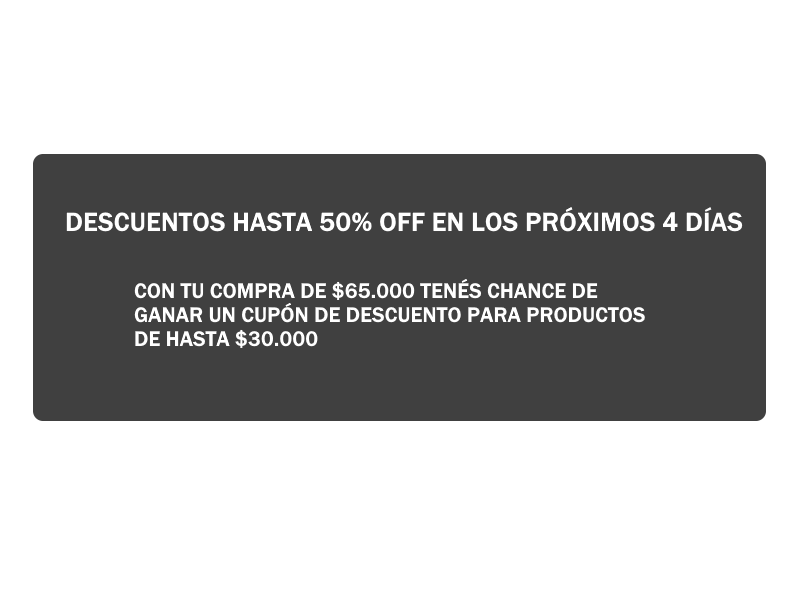 DESCUENTOS HASTA 50% OFF EN LOS PRÓXIMOS 4 DÍAS
CON TU COMPRA DE $65.000 TENÉS CHANCE DE
GANAR UN CUPÓN DE DESCUENTO PARA PRODUCTOS
DE HASTA $30.000